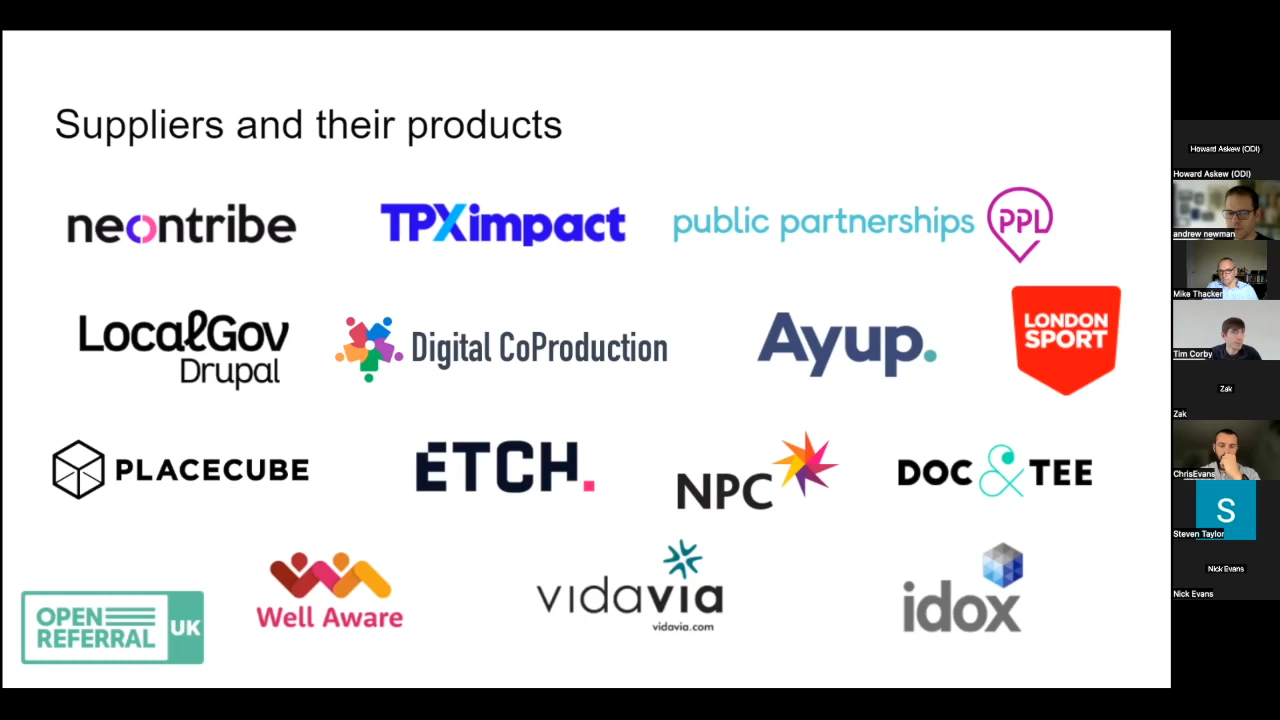 Suppliers and their products
neontribe
TPXimpact
public partnerships
PPL
LocalGov
Drupal
Digital CoProduction
Ayup.
LONDON
SPORT
PLACECUBE
ETCH.
NPC
DOC & TEE
OPEN
REFERRAL
UK
Well Aware
vidavia
vidavia.com
idox
Howard Askew (ODI)
Howard Askew (ODI)
andrew newman
Mike Thacker
Tim Corby
Zak
Zak
ChrisEvans
S
Steven Taylor
Nick Evans
Nick Evans